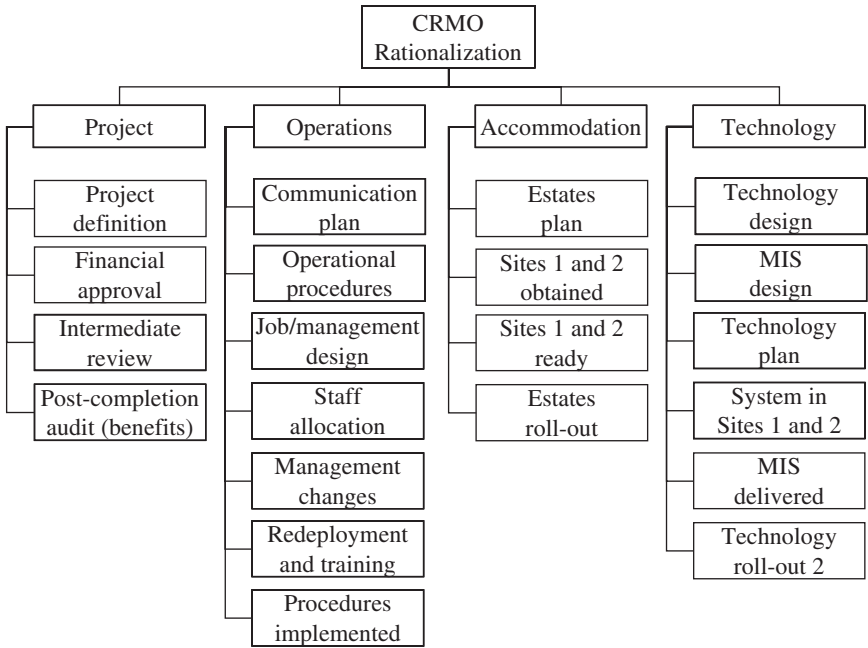 CRMO
Rationalization
Project
Operations
Accommodation
Technology
Project
definition
Financial
approval
Intermediate
review
Post-completion
audit (benefits)
Communication
plan
Operational
procedures
Job/management
design
Staff
allocation
Management
changes
Redeployment
and training
Procedures
implemented
Estates
plan
Sites 1 and 2
obtained
Sites 1 and 2
ready
Estates
roll-out
Technology
design
MIS
design
Technology
plan
System in
Sites 1 and 2
MIS
delivered
Technology
roll-out 2